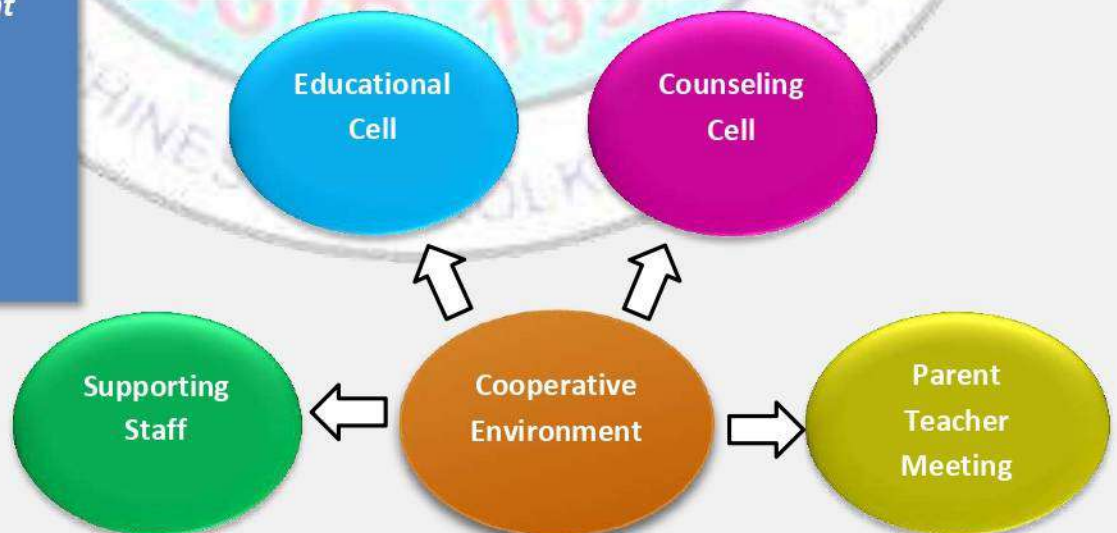 Educational
Cell
Counseling
Cell
Supporting
Staff
Cooperative
Environment
Parent
Teacher
Meeting